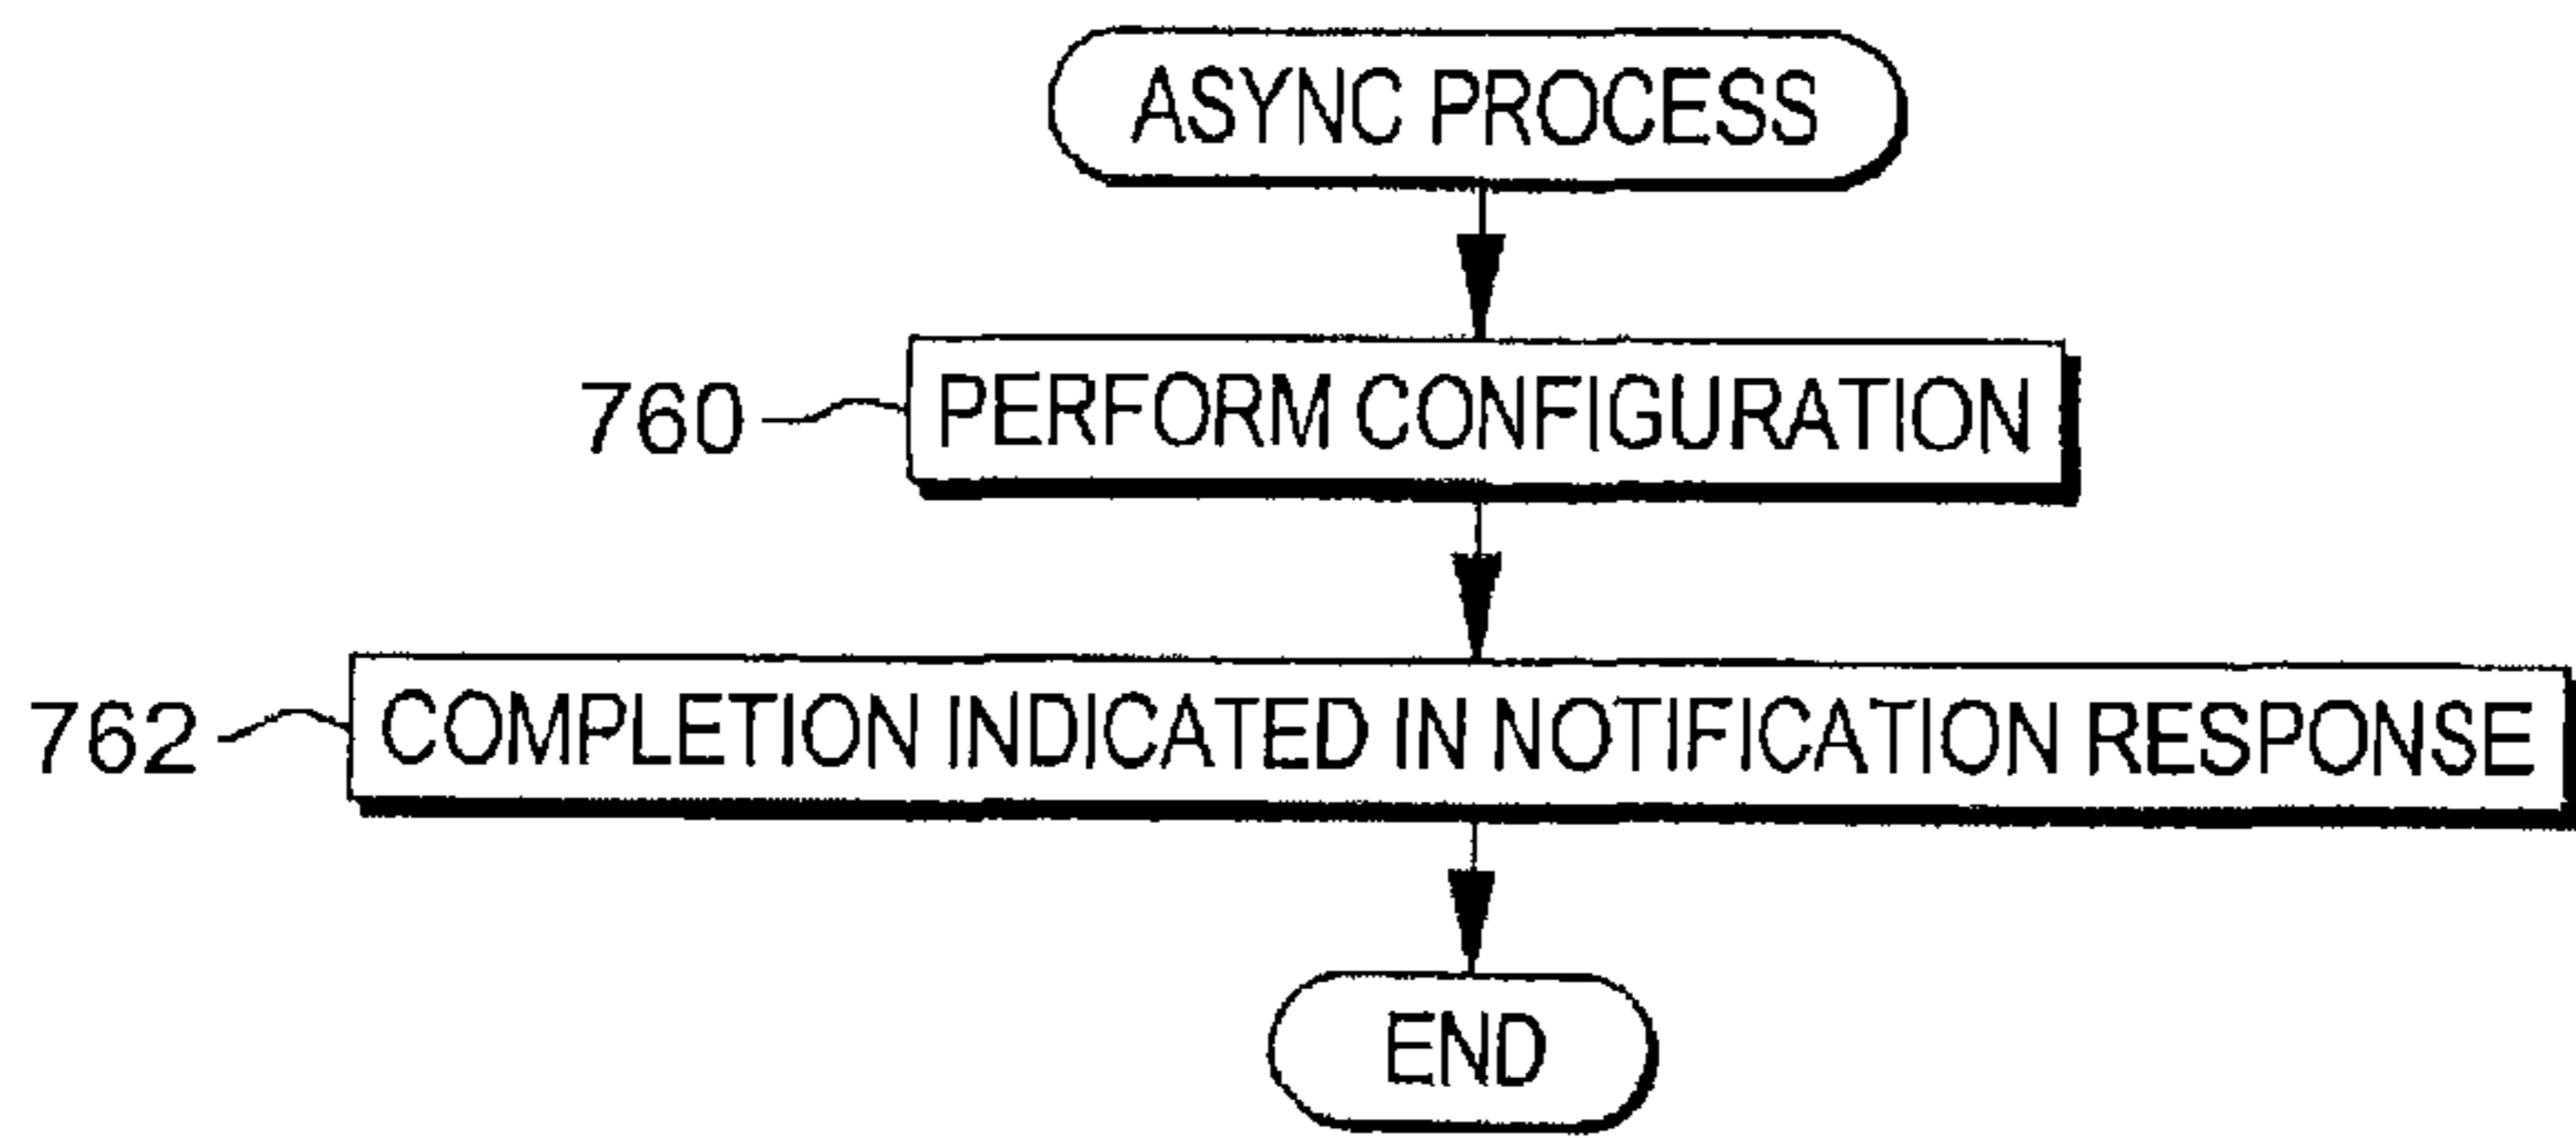 ASYNC PROCESS
760 PERFORM CONFIGURATION
762 COMPLETION INDICATED IN NOTIFICATION RESPONSE
END